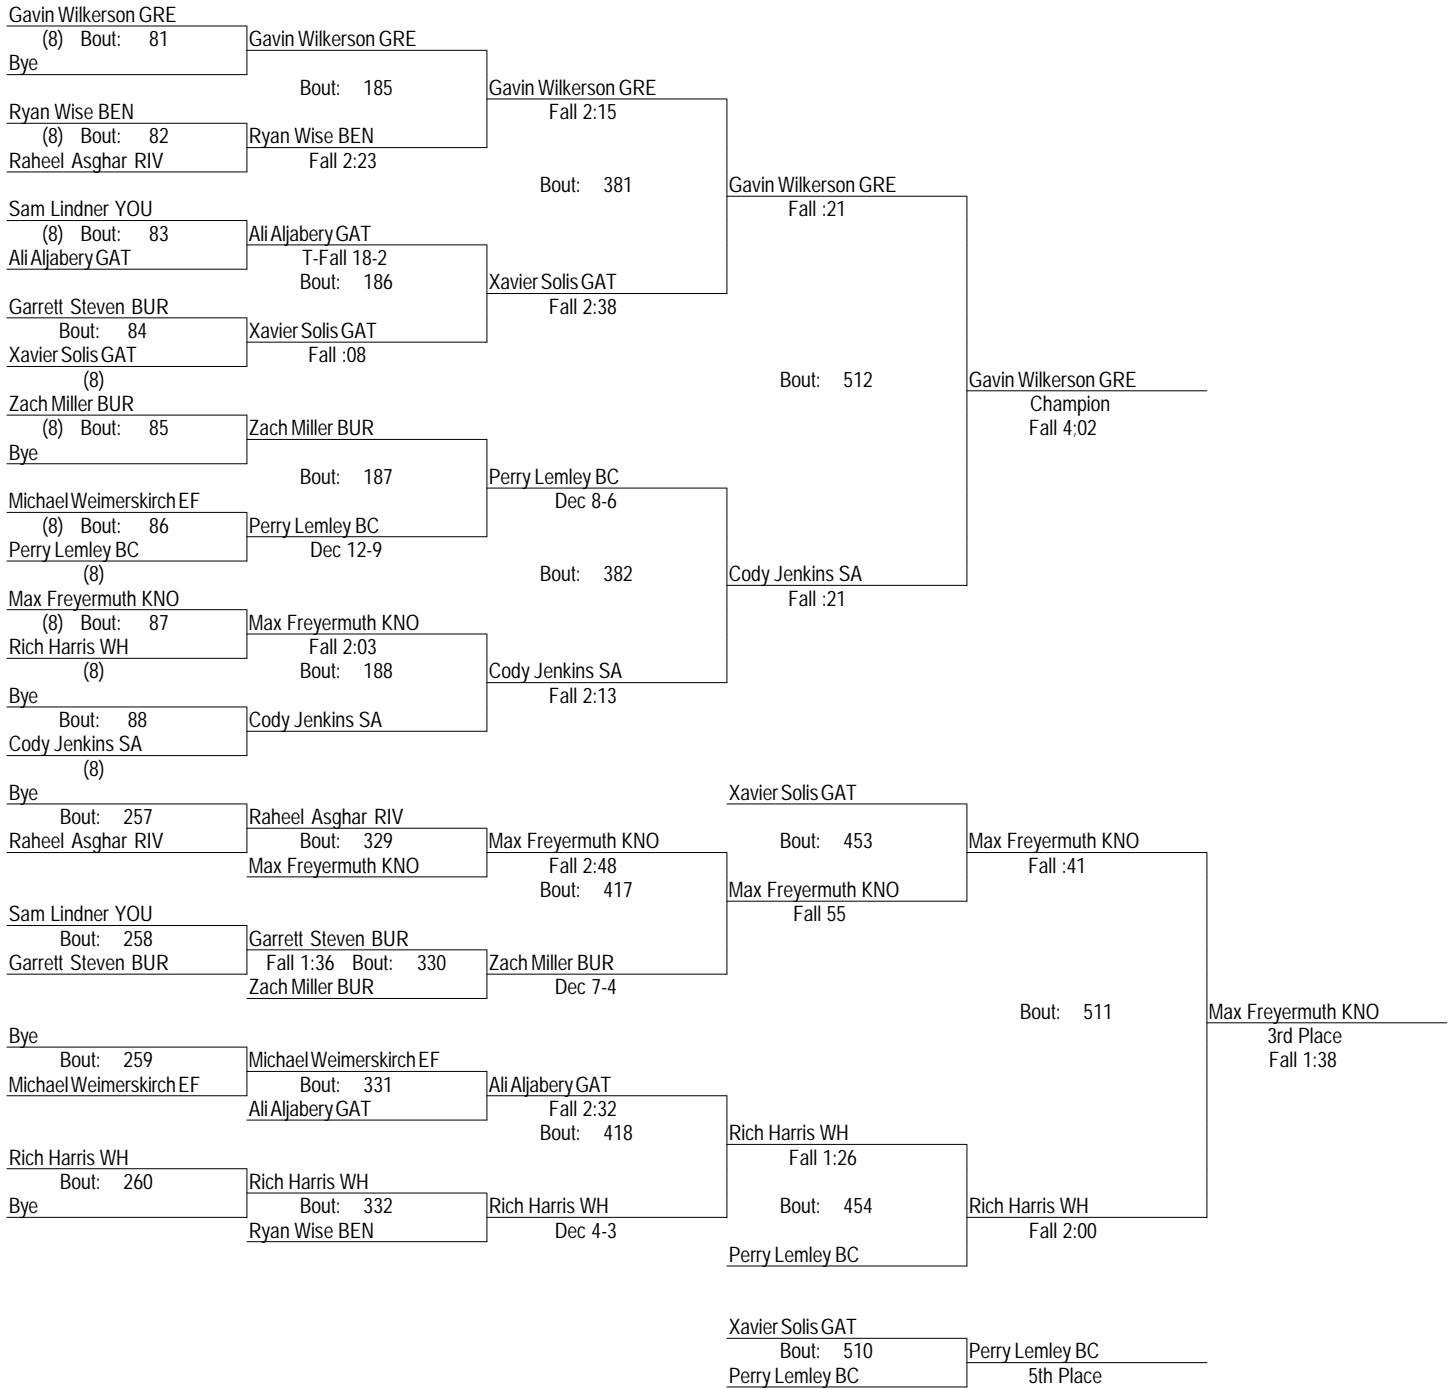 Gavin Wilkerson GRE
(8) Bout: 81 Gavin Wilkerson GRE
Bye
Bout: 185 Gavin Wilkerson GRE
Ryan Wise BEN Fall 2:15
(8) Bout: 82 Ryan Wise BEN
Raheel Asghar RIV Fall 2:23
Bout: 381 Gavin Wilkerson GRE
Sam Lindner YOU Fall :21
(8) Bout: 83 Ali Aljabery GAT
Ali Aljabery GAT T-Fall 18-2
Bout: 186 Xavier Solis GAT
Garrett Steven BUR Fall 2:38
Bout: 84 Xavier Solis GAT
Xavier Solis GAT Fall :08
(8) Bout: 512 Gavin Wilkerson GRE
Zach Miller BUR Champion
(8) Bout: 85 Zach Miller BUR Fall 4;02
Bye
Bout: 187 Perry Lemley BC
Michael Weimerskirch EF Dec 8-6
(8) Bout: 86 Perry Lemley BC
Perry Lemley BC Dec 12-9
(8) Bout: 382 Cody Jenkins SA
Max Freyermuth KNO Fall :21
(8) Bout: 87 Max Freyermuth KNO
Rich Harris WH Fall 2:03
(8) Bout: 188 Cody Jenkins SA
Bye Fall 2:13
Bout: 88 Cody Jenkins SA
Cody Jenkins SA
(8)
Bye Xavier Solis GAT
Bout: 257 Raheel Asghar RIV
Raheel Asghar RIV Bout: 329 Max Freyermuth KNO Bout: 453 Max Freyermuth KNO
Max Freyermuth KNO Fall 2:48 Fall :41
Bout: 417 Max Freyermuth KNO
Sam Lindner YOU Fall 55
Bout: 258 Garrett Steven BUR
Garrett Steven BUR Fall 1:36 Bout: 330 Zach Miller BUR
Zach Miller BUR Dec 7-4
Bout: 511 Max Freyermuth KNO
Bye 3rd Place
Bout: 259 Michael Weimerskirch EF Fall 1:38
Michael Weimerskirch EF Bout: 331 Ali Aljabery GAT
Ali Aljabery GAT Fall 2:32
Bout: 418 Rich Harris WH
Rich Harris WH Fall 1:26
Bout: 260 Rich Harris WH
Bye Bout: 332 Rich Harris WH Bout: 454 Rich Harris WH
Ryan Wise BEN Dec 4-3 Fall 2:00
Perry Lemley BC
Xavier Solis GAT
Bout: 510 Perry Lemley BC
Perry Lemley BC 5th Place